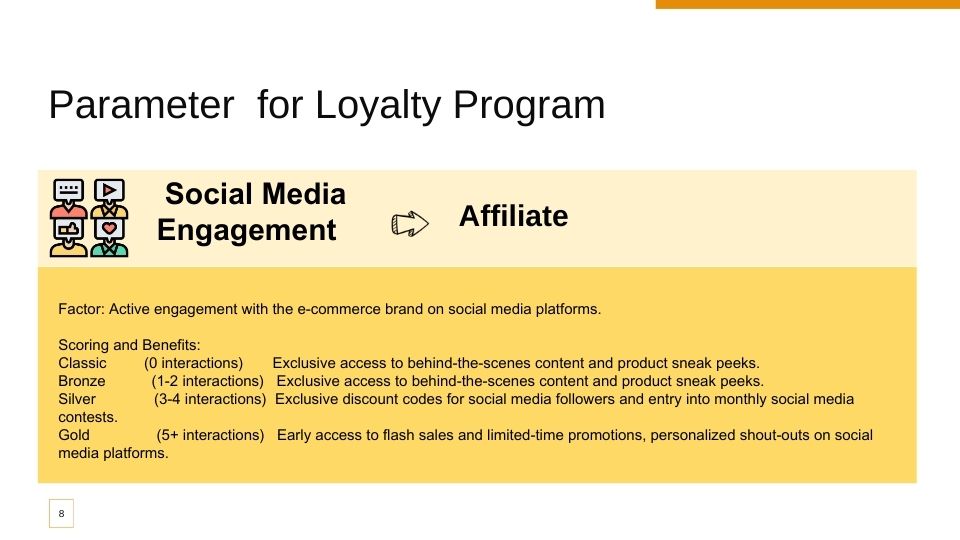 Parameter  for Loyalty Program
Social Media
Engagement
Affiliate
Factor: Active engagement with the e-commerce brand on social media platforms.
Scoring and Benefits:
Classic (0 interactions) Exclusive access to behind-the-scenes content and product sneak peeks.
Bronze (1-2 interactions) Exclusive access to behind-the-scenes content and product sneak peeks.
Silver (3-4 interactions) Exclusive discount codes for social media followers and entry into monthly social media
contests.
Gold (5+ interactions) Early access to flash sales and limited-time promotions, personalized shout-outs on social
media platforms.
8